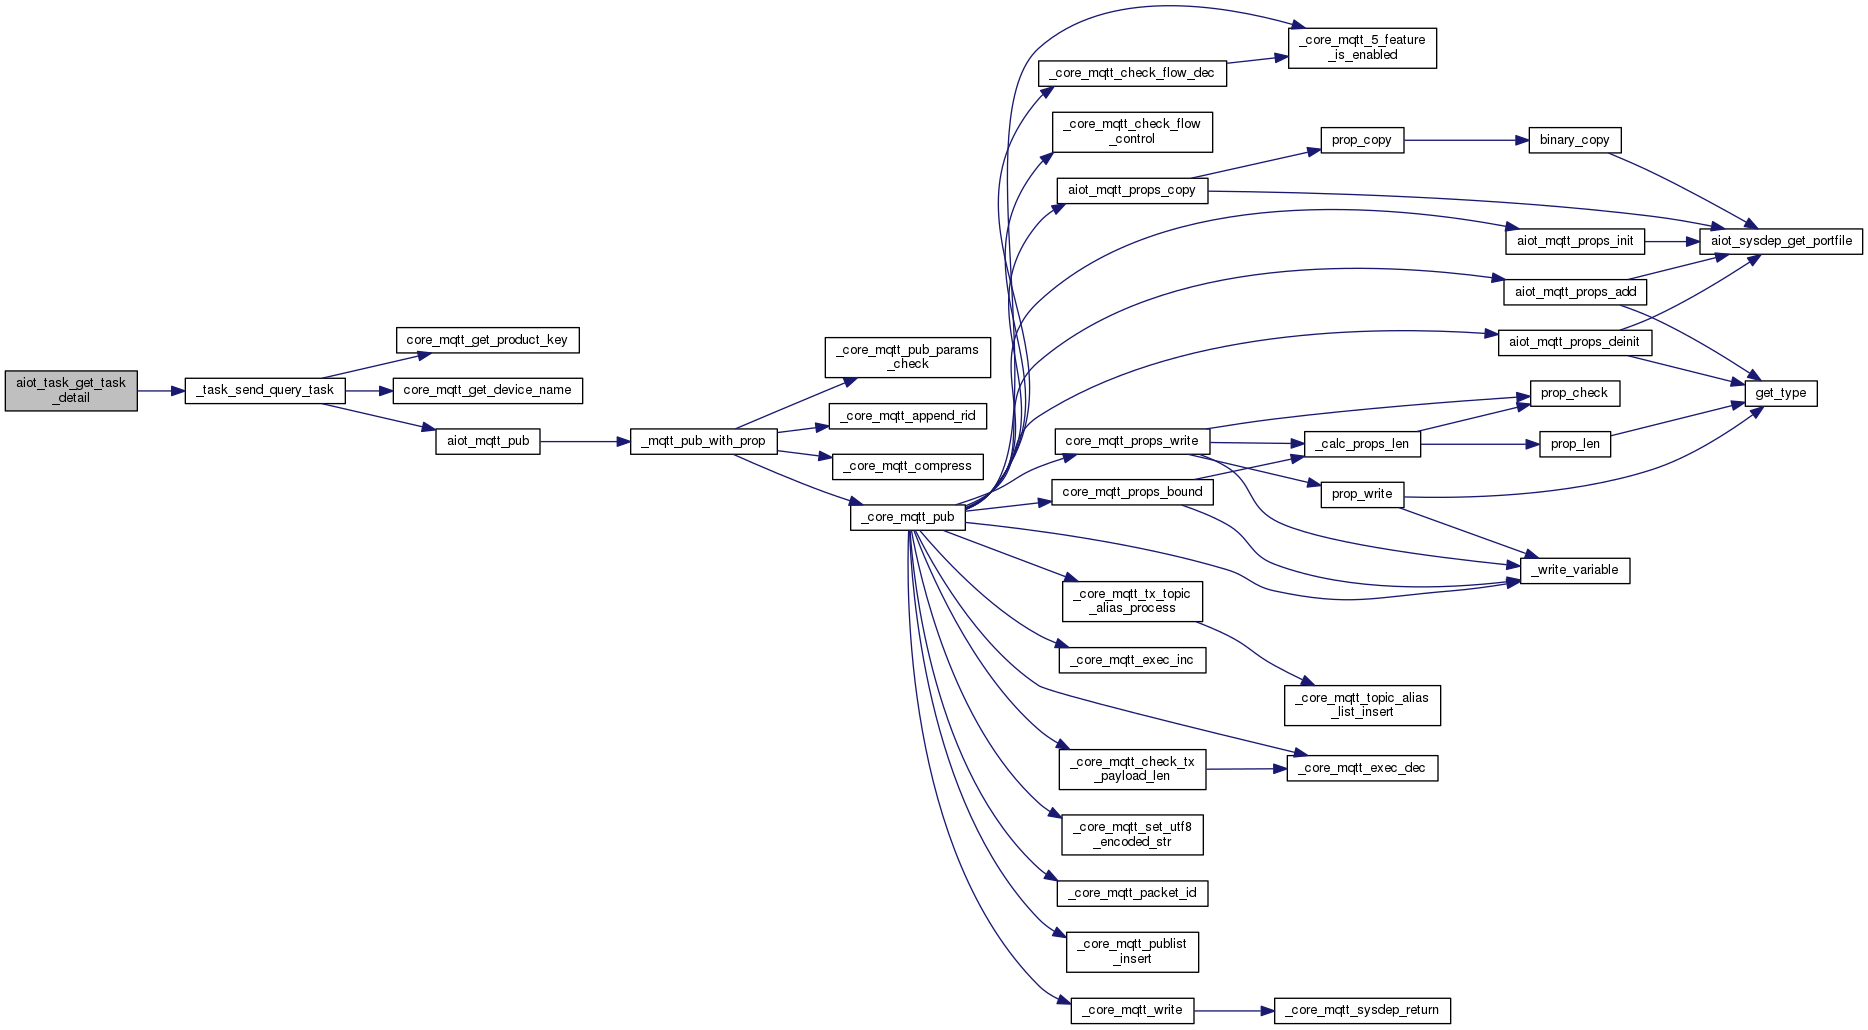 aiot_task_get_task
_detail
_task_send_query_task
core_mqtt_get_product_key
core_mqtt_get_device_name
aiot_mqtt_pub
_mqtt_pub_with_prop
_core_mqtt_pub_params
_check
_core_mqtt_append_rid
_core_mqtt_compress
_core_mqtt_pub
_core_mqtt_5_feature
_is_enabled
_core_mqtt_check_flow_dec
_core_mqtt_check_flow
_control
aiot_mqtt_props_copy
prop_copy
binary_copy
aiot_sysdep_get_portfile
aiot_mqtt_props_init
aiot_mqtt_props_add
aiot_mqtt_props_deinit
get_type
core_mqtt_props_write
prop_check
_calc_props_len
prop_len
core_mqtt_props_bound
prop_write
_write_variable
_core_mqtt_tx_topic
_alias_process
_core_mqtt_exec_inc
_core_mqtt_topic_alias
_list_insert
_core_mqtt_check_tx
_payload_len
_core_mqtt_exec_dec
_core_mqtt_set_utf8
_encoded_str
_core_mqtt_packet_id
_core_mqtt_publist
_insert
_core_mqtt_write
_core_mqtt_sysdep_return